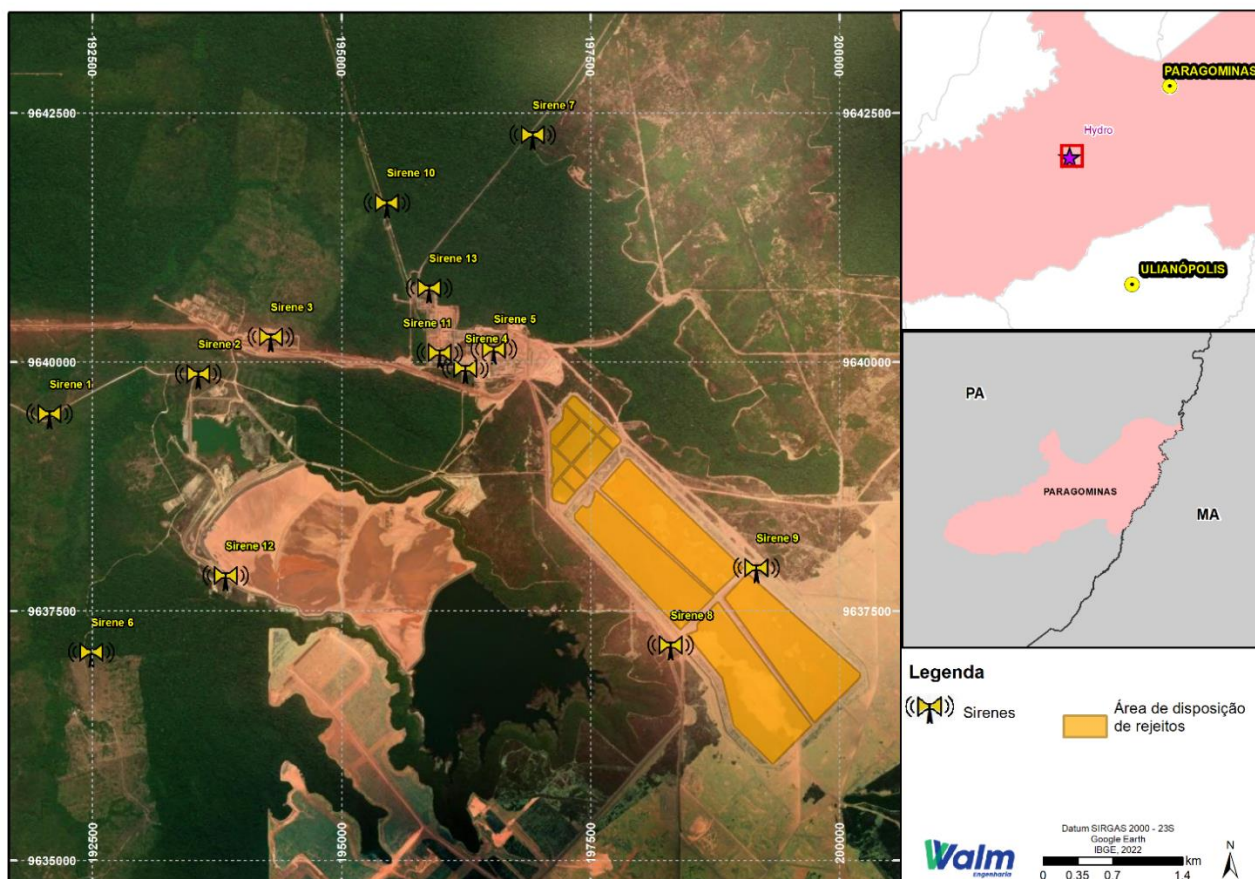 192500
195000
197500
200000
9642500
9640000
9637500
9635000
Sirene 7
Sirene 10
Sirene 13
Sirene 3
Sirene 11
Sirene 5
Sirene 4
Sirene 2
Sirene 1
Sirene 9
Sirene 12
Sirene 8
Sirene 6
9642500
9640000
9637500
9635000
192500
195000
197500
200000
PARAGOMINAS
Hydro
ULIANÓPOLIS
PA
PARAGOMINAS
MA
Legenda
Sirenes
Área de disposição
de rejeitos
Walm
Engenharia
Datum SIRGAS 2000 - 23S
Google Earth
IBGE, 2022
km
0 0.35 0.7 1.4
N